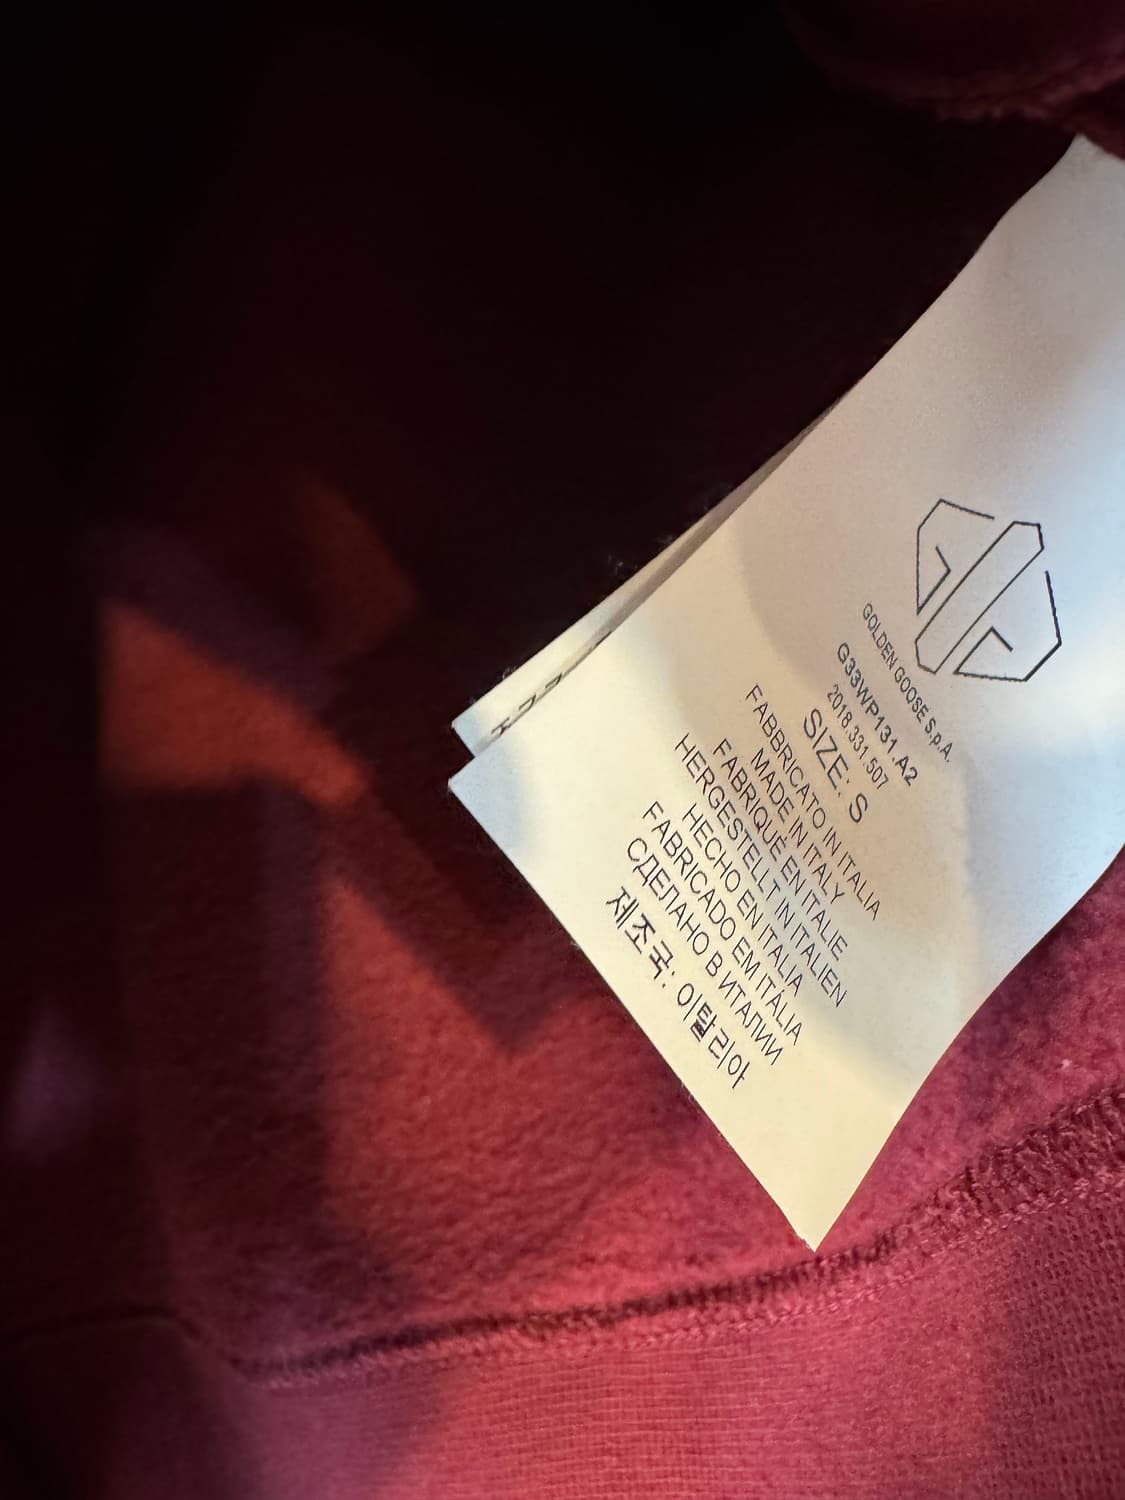 GOLDEN GOOSE S.p.A.
G33WP131.A2
2018.331.507
SIZE: S
FABBRICATO IN ITALIA
MADE IN ITALY
FABRIQUÉ EN ITALIE
HERGESTELLT IN ITALIEN
HECHO EN ITALIA
FABRICADO EM ITÁLIA
СДЕЛАНО В ИТАЛИИ
제조국: 이탈리아